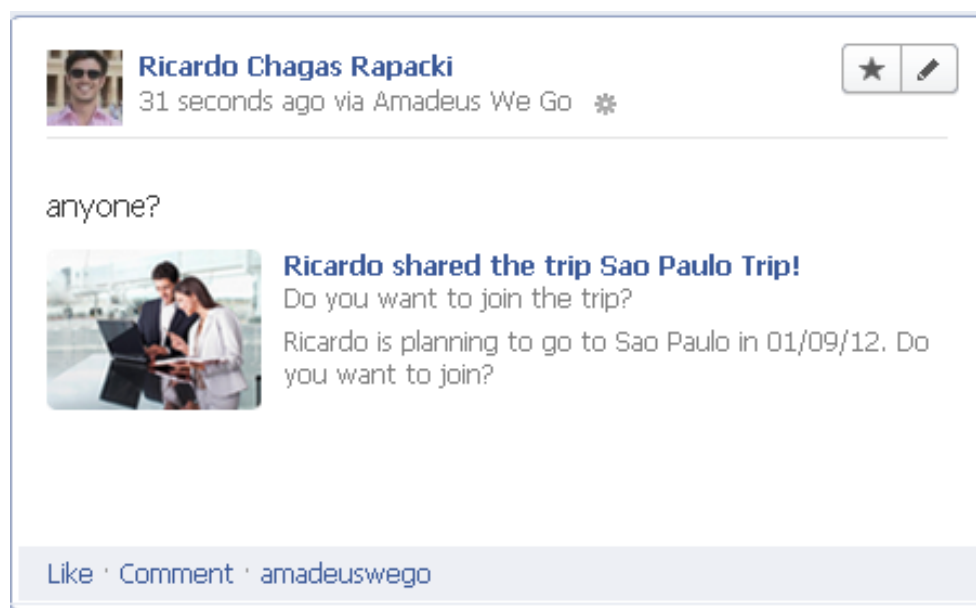 Ricardo Chagas Rapacki
31 seconds ago via Amadeus We Go
anyone?
Ricardo shared the trip Sao Paulo Trip!
Do you want to join the trip?
Ricardo is planning to go to Sao Paulo in 01/09/12. Do
you want to join?
Like · Comment · amadeuswego